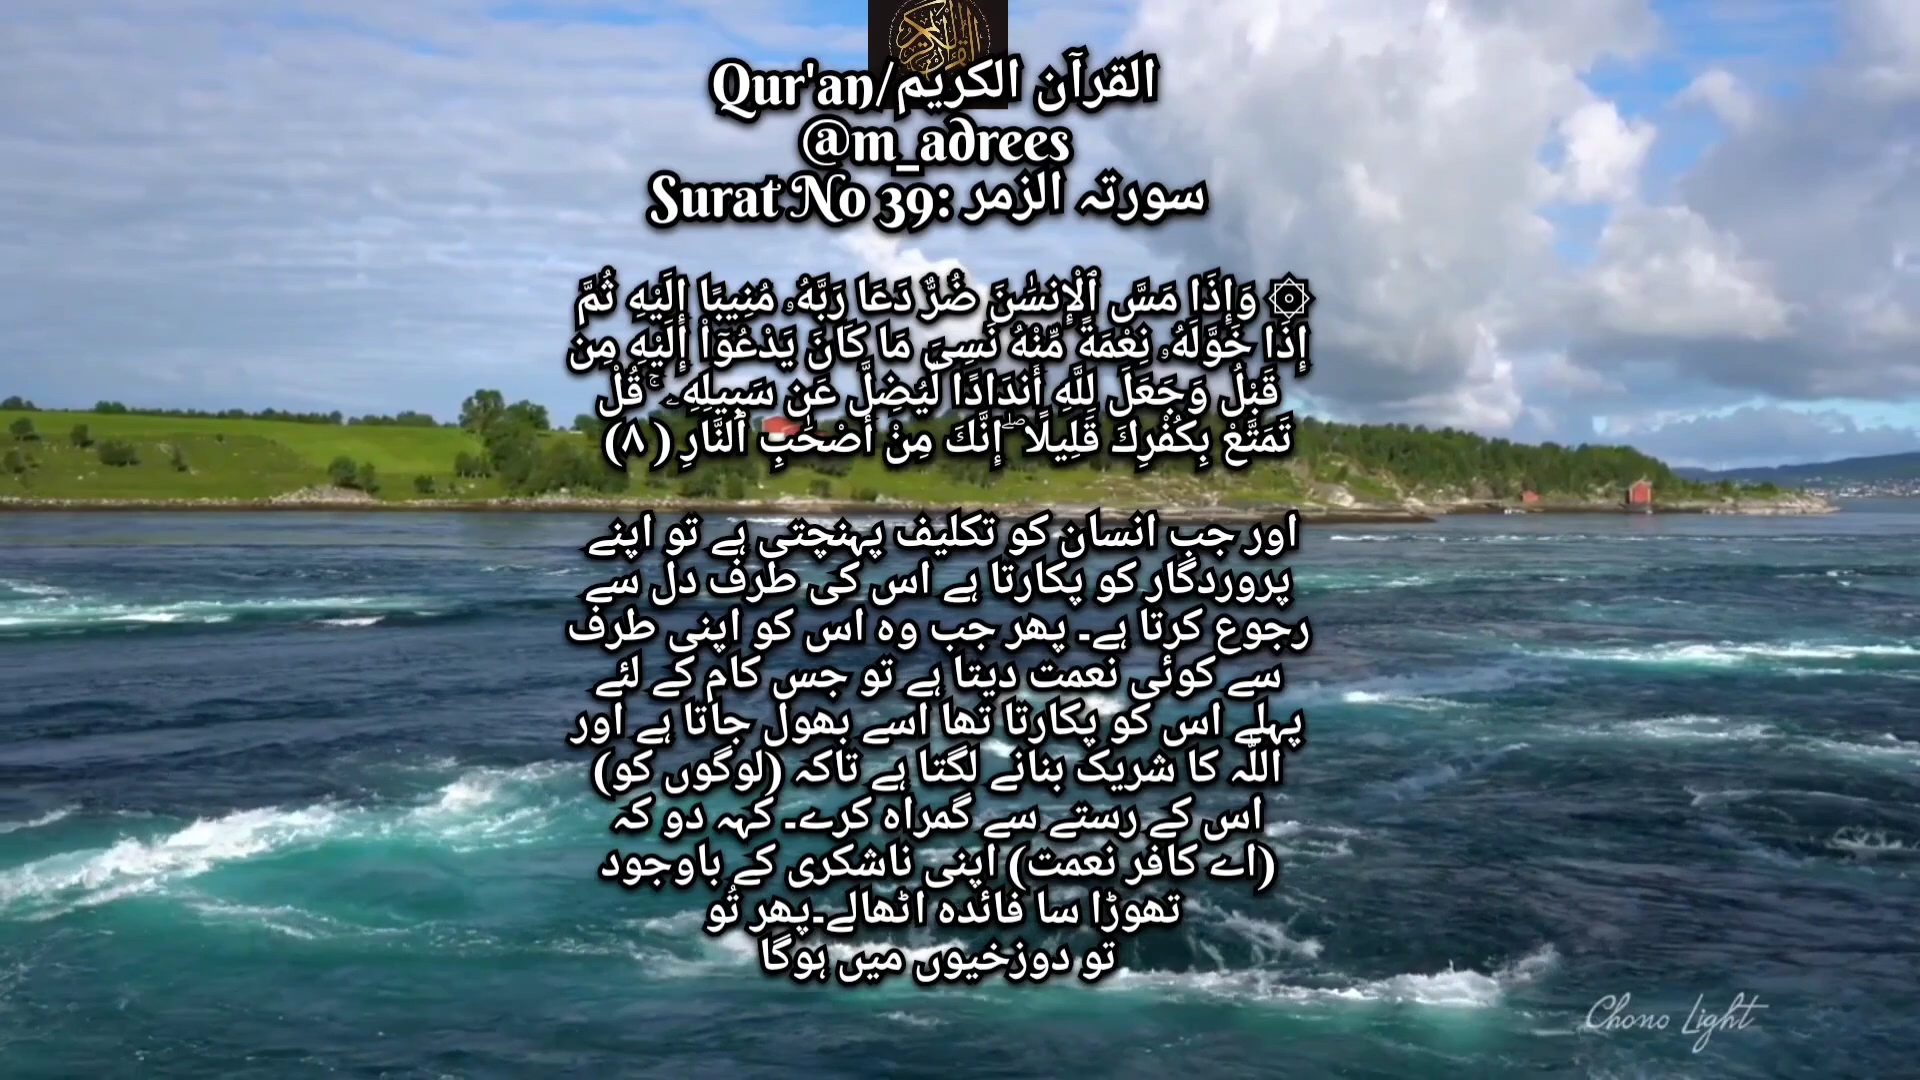 Qur'an/القرآن الكريم
@m_adrees
Surat No 39: سورتہ الزمر
۞ وَإِذَا مَسَّ ٱلْإِنسَٰنَ ضُرٌّ دَعَا رَبَّهُۥ مُنِيبًا إِلَيْهِ ثُمَّ
إِذَا خَوَّلَهُۥ نِعْمَةً مِّنْهُ نَسِىَ مَا كَانَ يَدْعُوٓا۟ إِلَيْهِ مِن
قَبْلُ وَجَعَلَ لِلَّهِ أَندَادًا لِّيُضِلَّ عَن سَبِيلِهِۦ ۚ قُلْ
تَمَتَّعْ بِكُفْرِكَ قَلِيلًا ۖ إِنَّكَ مِنْ أَصْحَٰبِ ٱلنَّارِ (٨)
اور جب انسان کو تکلیف پہنچتی ہے تو اپنے
پروردگار کو پکارتا ہے اس کی طرف دل سے
رجوع کرتا ہے۔ پھر جب وہ اس کو اپنی طرف
سے کوئی نعمت دیتا ہے تو جس کام کے لئے
پہلے اس کو پکارتا تھا اسے بھول جاتا ہے اور
اللّٰہ کا شریک بنانے لگتا ہے تاکہ (لوگوں کو)
اس کے رستے سے گمراہ کرے۔ کہہ دو کہ
(اے کافر نعمت) اپنی ناشکری کے باوجود
تھوڑا سا فائدہ اٹھالے۔پھر تُو
تو دوزخیوں میں ہوگا
Chono Light